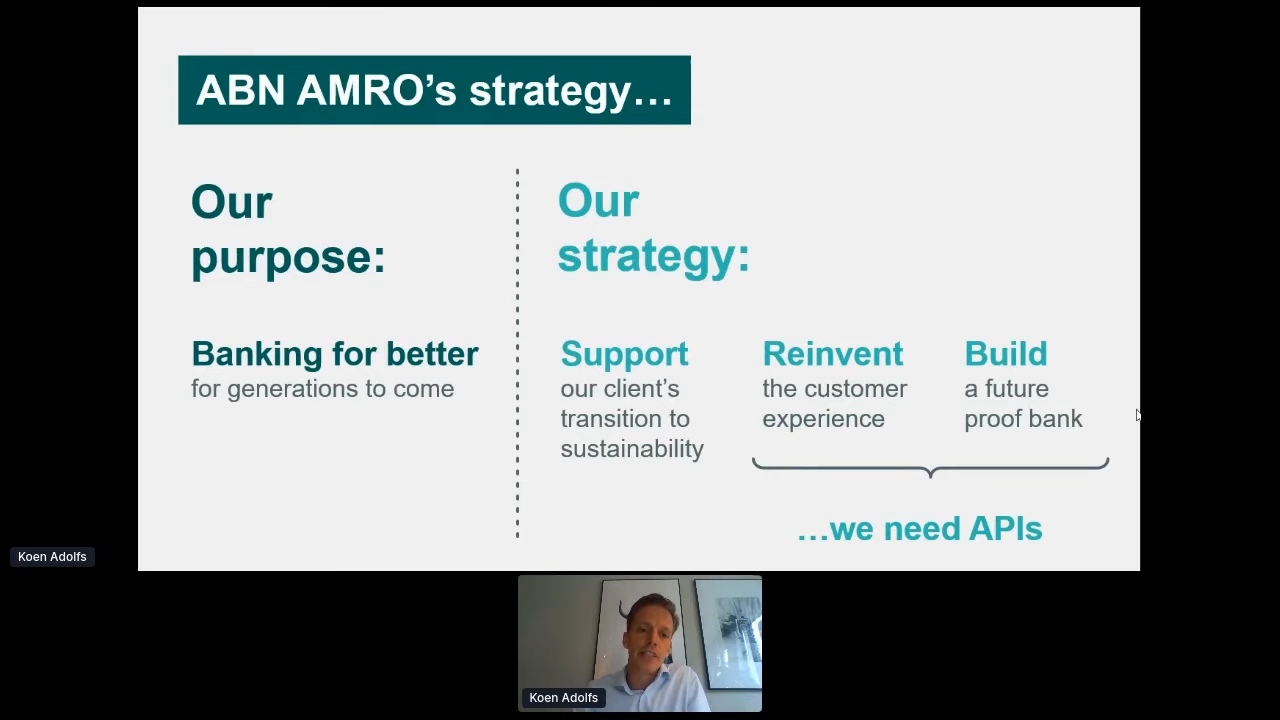 ABN AMRO’s strategy…
Our
purpose:
Banking for better
for generations to come
Our
strategy:
Support
our client’s
transition to
sustainability
Reinvent
the customer
experience
Build
a future
proof bank
…we need APIs
Koen Adolfs
Koen Adolfs